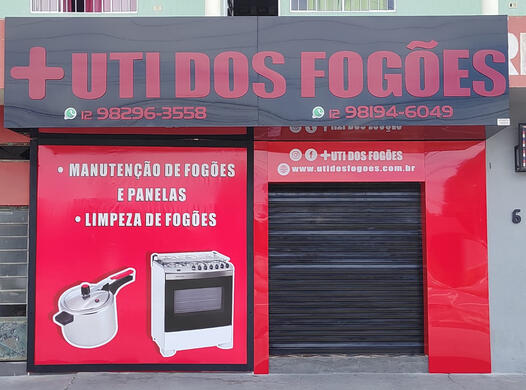 +UTI DOS FOGÕES
12 98296-3558
12 98194-6049
• MANUTENÇÃO DE FOGÕES
E PANELAS
• LIMPEZA DE FOGÕES
+UTI DOS FOGÕES
www.utidosfogoes.com.br
6